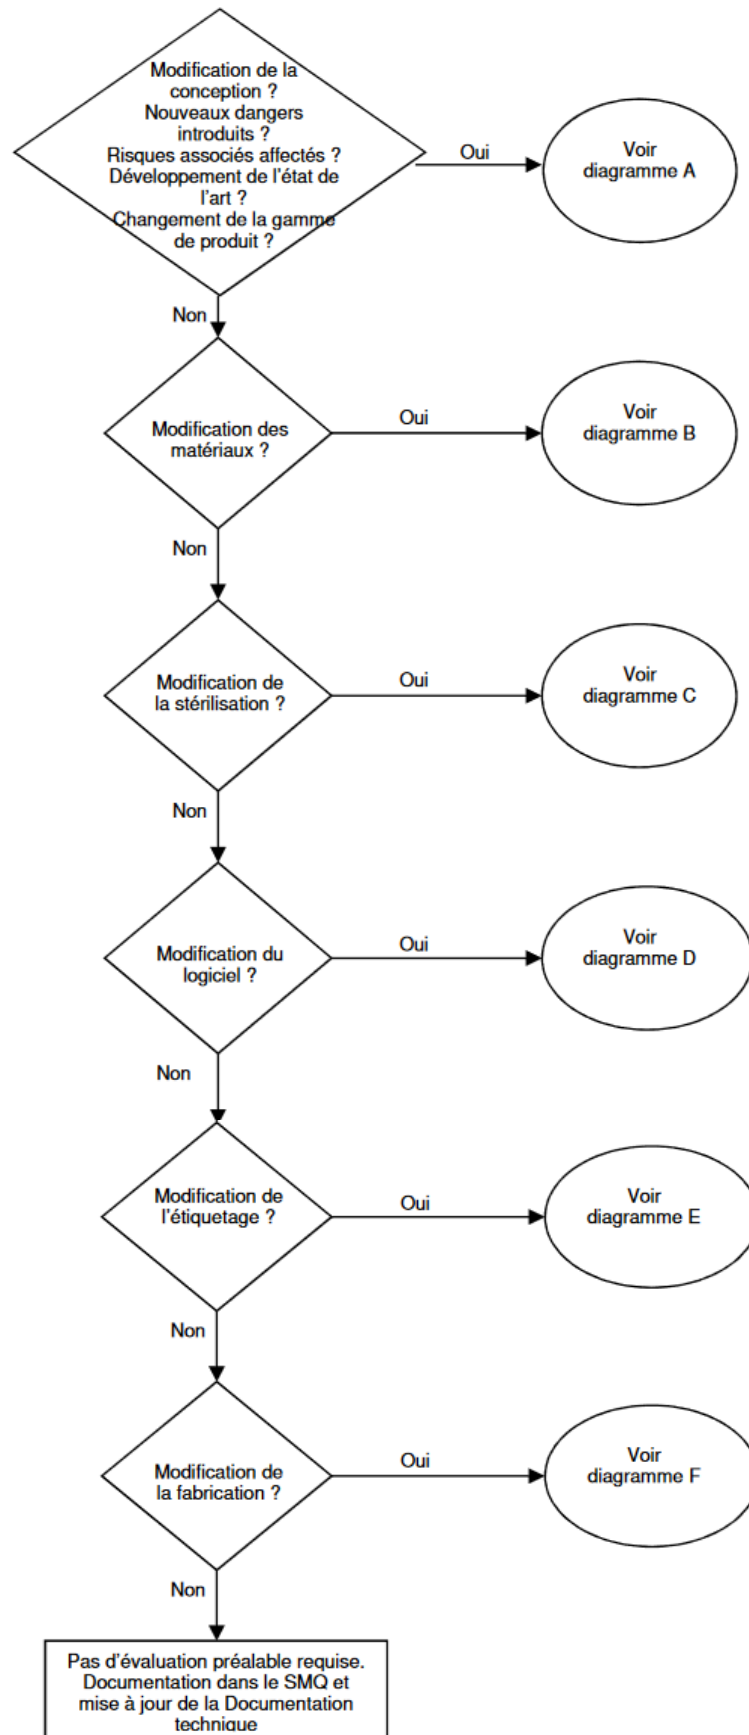 Modification de la
conception ?
Nouveaux dangers
introduits ?
Risques associés affectés ?
Développement de l'état de
l'art ?
Changement de la gamme
de produit ?
Oui
Voir
diagramme A
Non
Modification des
matériaux ?
Oui
Voir
diagramme B
Non
Modification de
la stérilisation ?
Oui
Voir
diagramme C
Non
Modification du
logiciel ?
Oui
Voir
diagramme D
Non
Modification de
l'étiquetage ?
Oui
Voir
diagramme E
Non
Modification de
la fabrication ?
Oui
Voir
diagramme F
Non
Pas d'évaluation préalable requise.
Documentation dans le SMQ et
mise à jour de la Documentation
technique